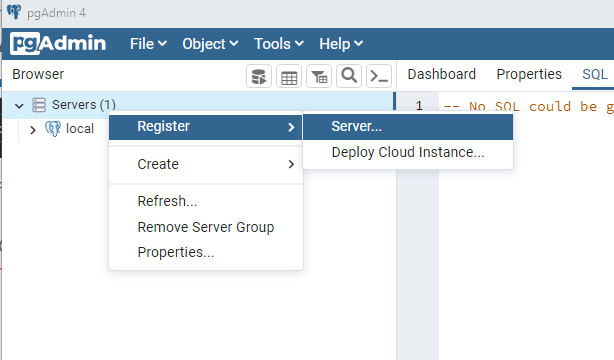 pgAdmin 4
pgAdmin File Object Tools Help
Browser Dashboard Properties SQL
Servers (1) 1 -- No SQL could be g
local Register Server...
Deploy Cloud Instance...
Create
Refresh...
Remove Server Group
Properties...